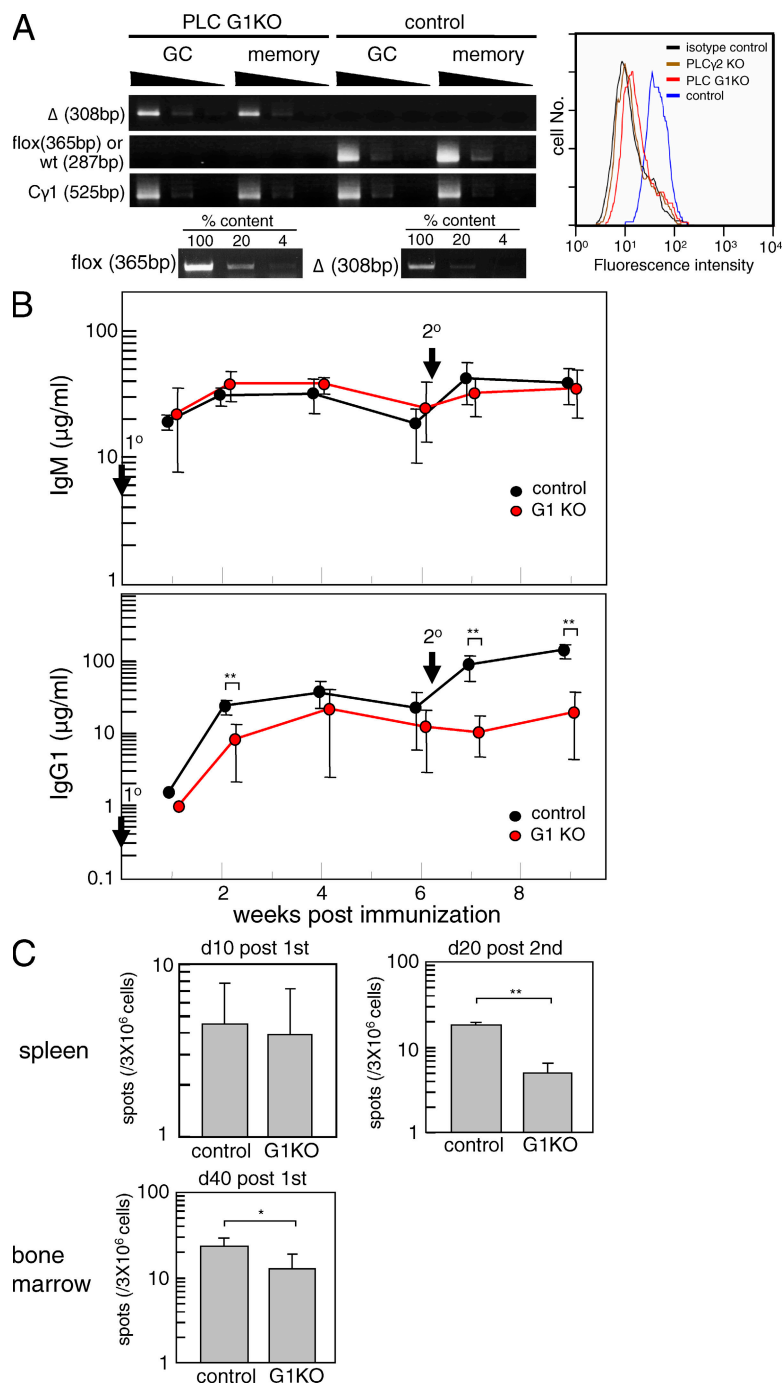 A
PLC G1KO control
GC memory GC memory
Δ (308bp)
flox(365bp) or
wt (287bp)
Cγ1 (525bp)
% content % content
100 20 4 100 20 4
flox (365bp) Δ (308bp)
isotype control
PLCγ2 KO
PLC G1KO
control
cell No.
10⁰ 10¹ 10² 10³ 10⁴
Fluorescence intensity
B
100
10
1
IgM (µg/ml)
1º
2º
control
G1 KO
100
10
1
0.1
IgG1 (µg/ml)
1º
2º
**
**
**
control
G1 KO
2 4 6 8
weeks post immunization
C
d10 post 1st d20 post 2nd
spleen
spots (/3X10⁶ cells)
10
1
control G1KO
spots (/3X10⁶ cells)
100
10
1
**
control G1KO
d40 post 1st
bone
marrow
spots (/3X10⁶ cells)
100
10
1
*
control G1KO